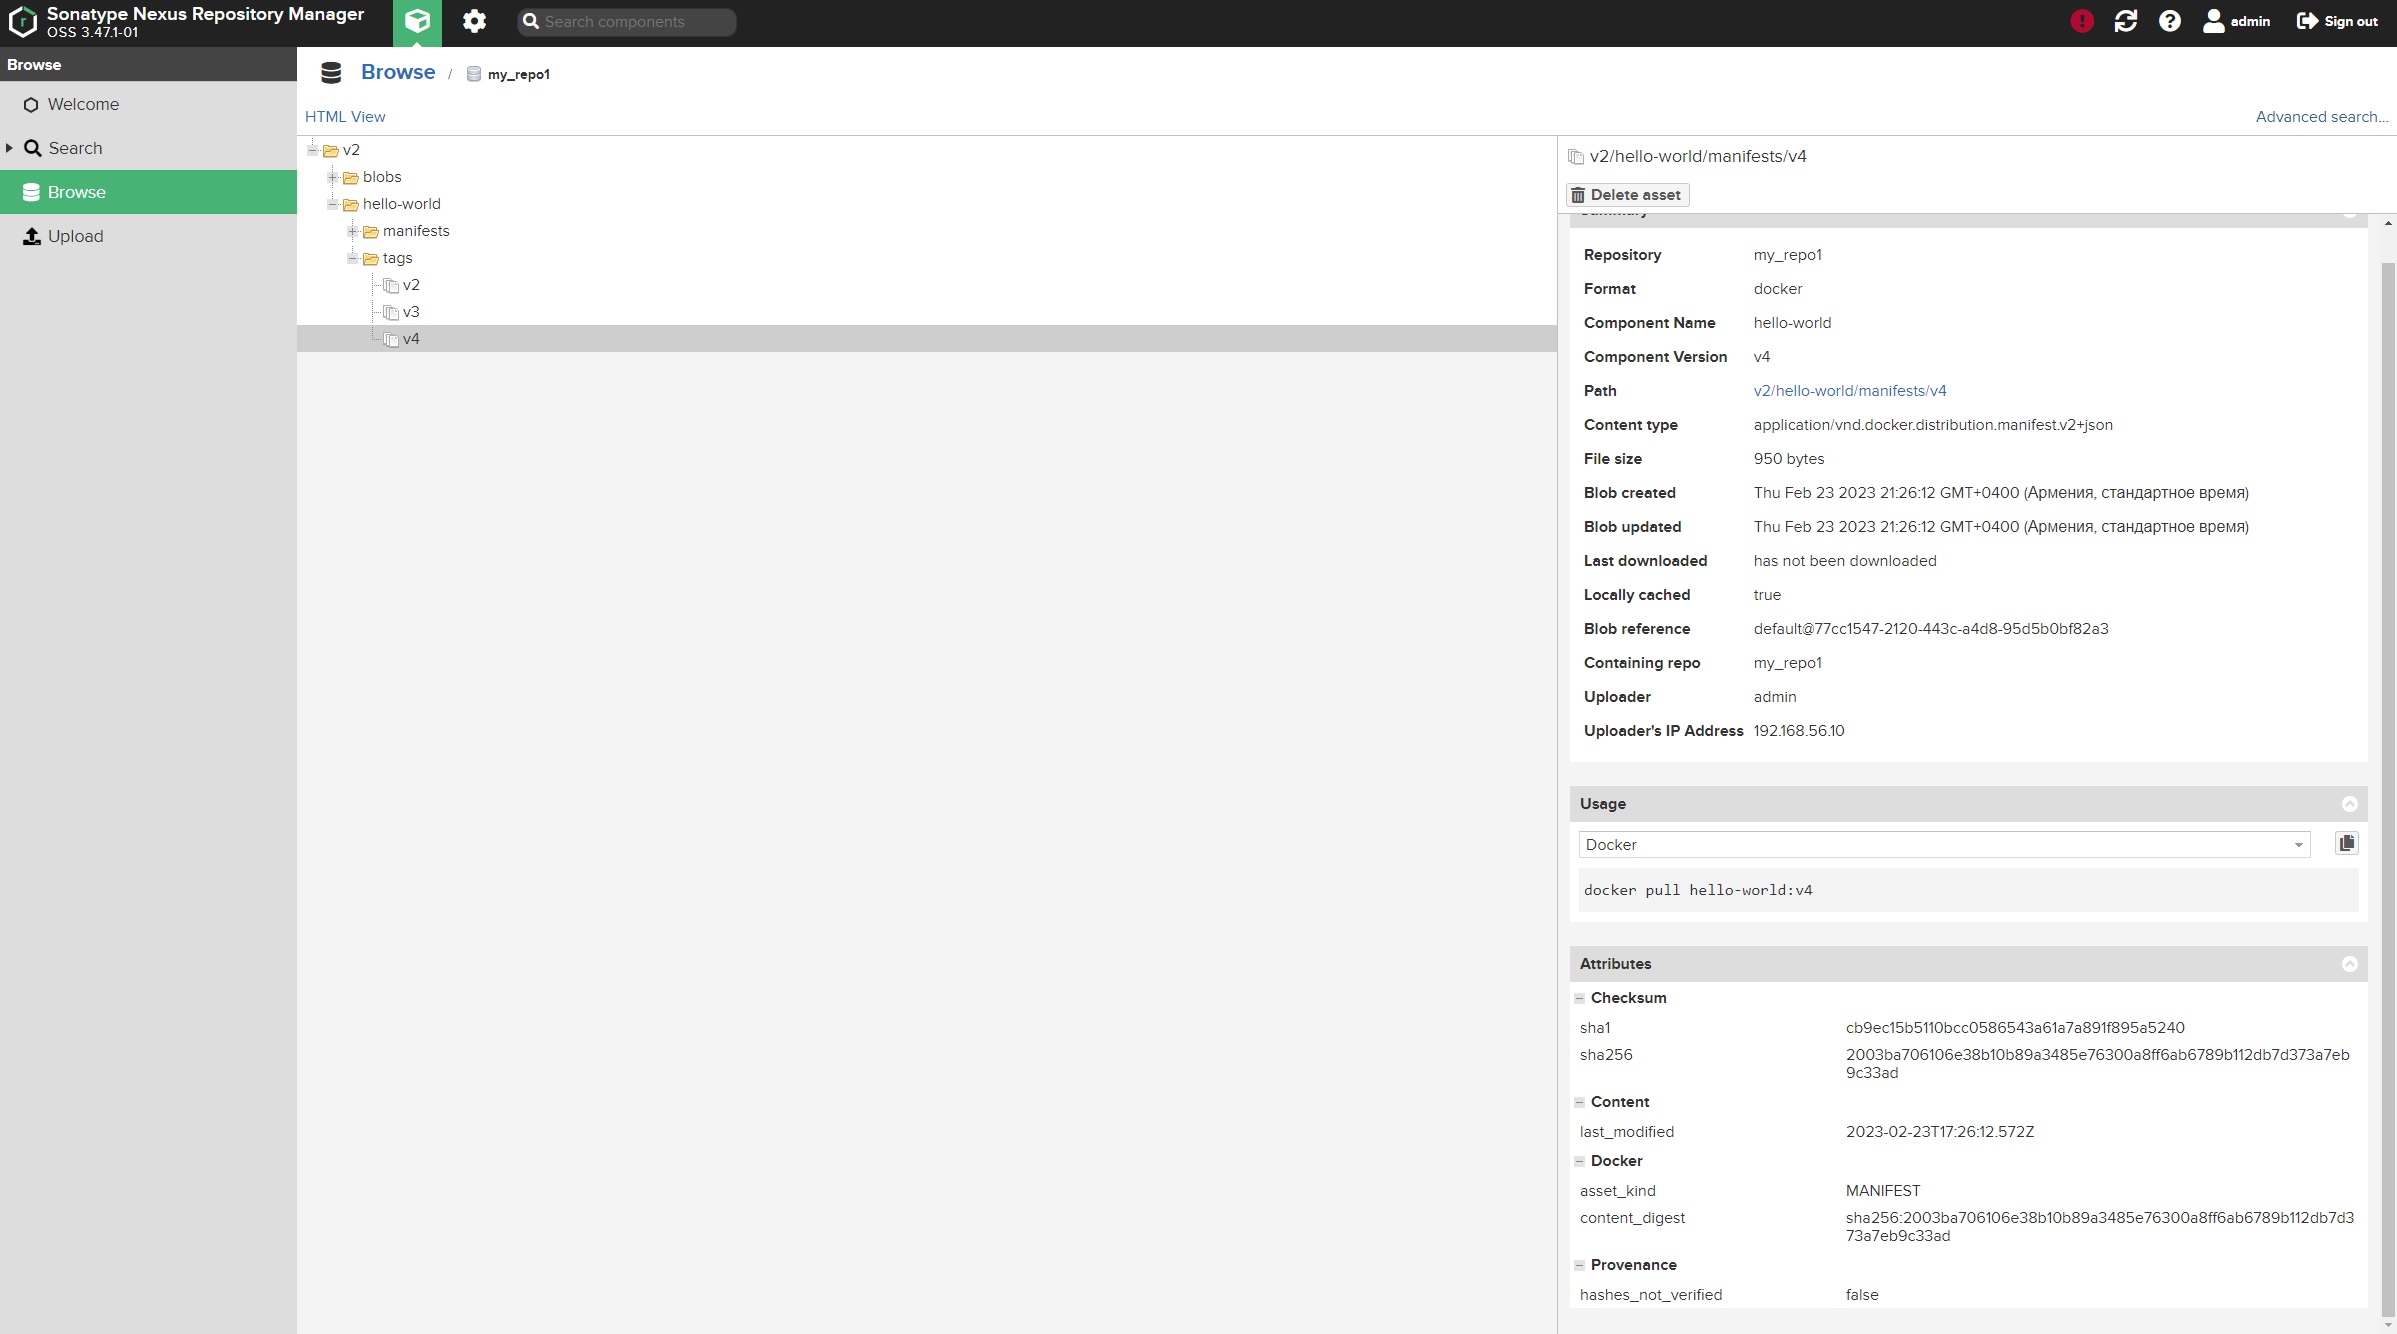 Sonatype Nexus Repository Manager
OSS 3.47.1-01
Search components
admin
Sign out
Browse
Welcome
Search
Browse
Upload
Browse / my_repo1
HTML View
Advanced search...
v2
blobs
hello-world
manifests
tags
v2
v3
v4
v2/hello-world/manifests/v4
Delete asset
Summary
Repository my_repo1
Format docker
Component Name hello-world
Component Version v4
Path v2/hello-world/manifests/v4
Content type application/vnd.docker.distribution.manifest.v2+json
File size 950 bytes
Blob created Thu Feb 23 2023 21:26:12 GMT+0400 (Армения, стандартное время)
Blob updated Thu Feb 23 2023 21:26:12 GMT+0400 (Армения, стандартное время)
Last downloaded has not been downloaded
Locally cached true
Blob reference default@77cc1547-2120-443c-a4d8-95d5b0bf82a3
Containing repo my_repo1
Uploader admin
Uploader's IP Address 192.168.56.10
Usage
Docker
docker pull hello-world:v4
Attributes
Checksum
sha1 cb9ec15b5110bcc0586543a61a7a891f895a5240
sha256 2003ba706106e38b10b89a3485e76300a8ff6ab6789b112db7d373a7eb
9c33ad
Content
last_modified 2023-02-23T17:26:12.572Z
Docker
asset_kind MANIFEST
content_digest sha256:2003ba706106e38b10b89a3485e76300a8ff6ab6789b112db7d3
73a7eb9c33ad
Provenance
hashes_not_verified false